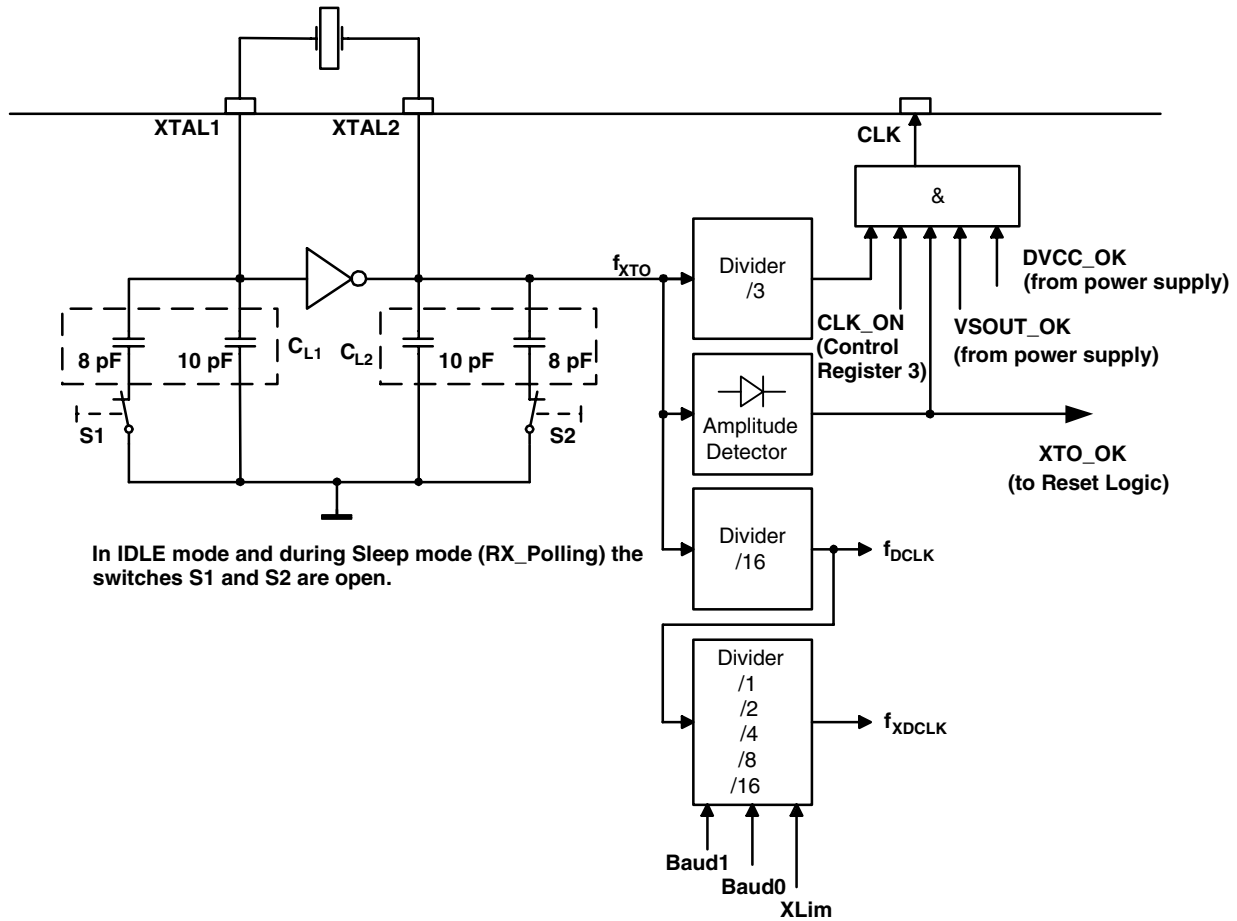 XTAL1
XTAL2
CLK
&
DVCC_OK
(from power supply)
fXTO
Divider
/3
CLK_ON
(Control
Register 3)
VSOUT_OK
(from power supply)
8 pF
10 pF
CL1
CL2
10 pF
8 pF
S1
S2
Amplitude
Detector
XTO_OK
(to Reset Logic)
In IDLE mode and during Sleep mode (RX_Polling) the
switches S1 and S2 are open.
Divider
/16
fDCLK
Divider
/1
/2
/4
/8
/16
fXDCLK
Baud1
Baud0
XLim